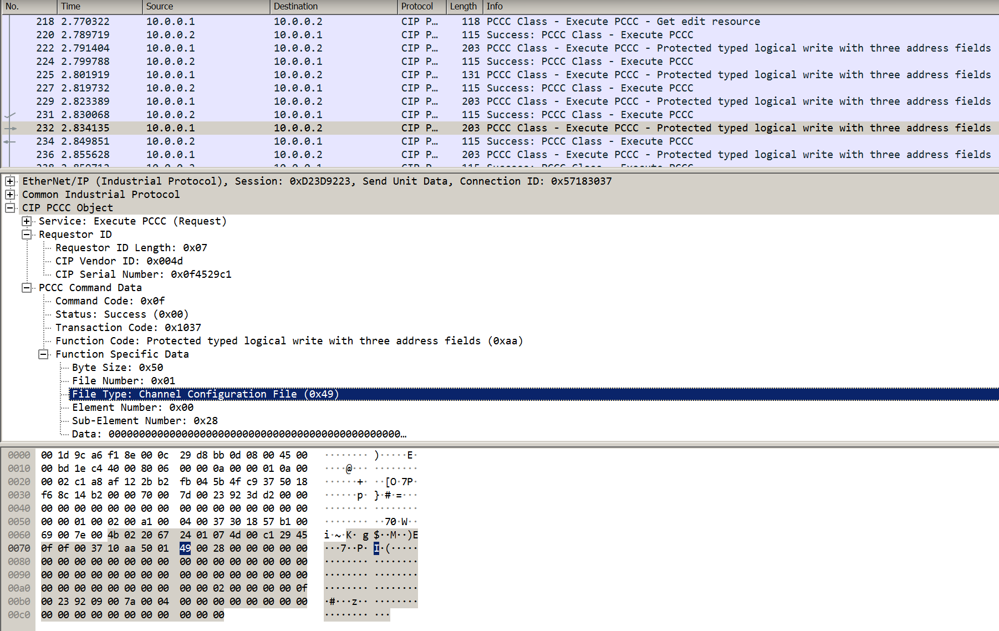 No. Time Source Destination Protocol Length Info
218 2.770322 10.0.0.1 10.0.0.2 CIP P… 118 PCCC Class - Execute PCCC - Get edit resource
220 2.789719 10.0.0.2 10.0.0.1 CIP P… 115 Success: PCCC Class - Execute PCCC
222 2.791404 10.0.0.1 10.0.0.2 CIP P… 203 PCCC Class - Execute PCCC - Protected typed logical write with three address fields
224 2.799788 10.0.0.2 10.0.0.1 CIP P… 115 Success: PCCC Class - Execute PCCC
225 2.801919 10.0.0.1 10.0.0.2 CIP P… 131 PCCC Class - Execute PCCC - Protected typed logical write with three address fields
227 2.819732 10.0.0.2 10.0.0.1 CIP P… 115 Success: PCCC Class - Execute PCCC
229 2.823389 10.0.0.1 10.0.0.2 CIP P… 203 PCCC Class - Execute PCCC - Protected typed logical write with three address fields
231 2.830068 10.0.0.2 10.0.0.1 CIP P… 115 Success: PCCC Class - Execute PCCC
232 2.834135 10.0.0.1 10.0.0.2 CIP P… 203 PCCC Class - Execute PCCC - Protected typed logical write with three address fields
234 2.849851 10.0.0.2 10.0.0.1 CIP P… 115 Success: PCCC Class - Execute PCCC
236 2.855628 10.0.0.1 10.0.0.2 CIP P… 203 PCCC Class - Execute PCCC - Protected typed logical write with three address fields
238 2.859712 10.0.0.2 10.0.0.1 CIP P… 115 Success: PCCC Class - Execute PCCC
EtherNet/IP (Industrial Protocol), Session: 0xD23D9223, Send Unit Data, Connection ID: 0x57183037
Common Industrial Protocol
CIP PCCC Object
Service: Execute PCCC (Request)
Requestor ID
Requestor ID Length: 0x07
CIP Vendor ID: 0x004d
CIP Serial Number: 0x0f4529c1
PCCC Command Data
Command Code: 0x0f
Status: Success (0x00)
Transaction Code: 0x1037
Function Code: Protected typed logical write with three address fields (0xaa)
Function Specific Data
Byte Size: 0x50
File Number: 0x01
File Type: Channel Configuration File (0x49)
Element Number: 0x00
Sub-Element Number: 0x28
Data: 000000000000000000000000000000000000000000000000…
0000 00 1d 9c a6 f1 8e 00 0c 29 d8 bb 0d 08 00 45 00 ········ )·····E·
0010 00 bd 1e c4 40 00 80 06 00 00 0a 00 00 01 0a 00 ····@··· ········
0020 00 02 c1 a8 af 12 2b b2 fb 04 5b 4f c9 37 50 18 ······+· ··[O·7P·
0030 f6 8c 14 b2 00 00 70 00 7d 00 23 92 3d d2 00 00 ······p· }·#·=···
0040 00 00 00 00 00 00 00 00 00 00 00 00 00 00 00 00 ········ ········
0050 00 00 01 00 02 00 a1 00 04 00 37 30 18 57 b1 00 ········ ··70·W··
0060 69 00 7e 00 4b 02 20 67 24 01 07 4d 00 c1 29 45 i·~·K· g $··M··)E
0070 0f 0f 00 37 10 aa 50 01 49 00 28 00 00 00 00 00 ···7··P· I·(·····
0080 00 00 00 00 00 00 00 00 00 00 00 00 00 00 00 00 ········ ········
0090 00 00 00 00 00 00 00 00 00 00 00 00 00 00 00 00 ········ ········
00a0 00 00 00 00 00 00 00 00 00 00 02 00 00 00 00 0f ········ ········
00b0 00 23 92 09 00 7a 00 04 00 00 00 00 00 00 00 00 ·#···z·· ········
00c0 00 00 00 00 00 00 00 00 00 00 00 ········ ···